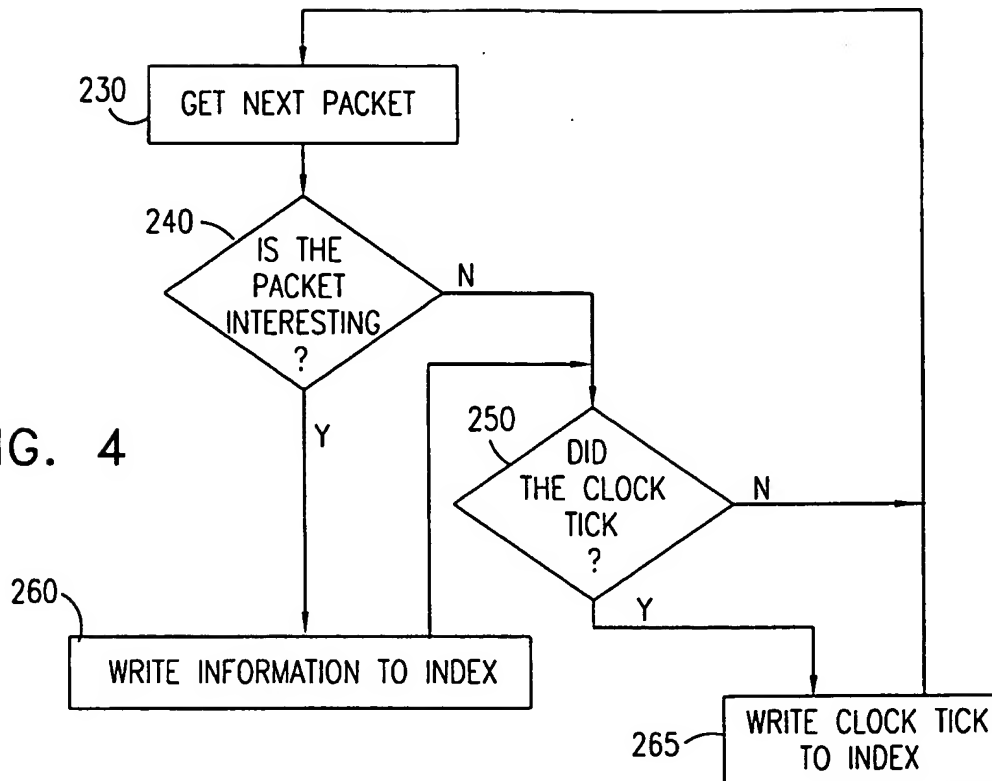 230
GET NEXT PACKET
240
IS THE
PACKET
INTERESTING
?
N
Y
IG. 4
250
DID
THE CLOCK
TICK
?
N
Y
260
WRITE INFORMATION TO INDEX
265
WRITE CLOCK TICK
TO INDEX